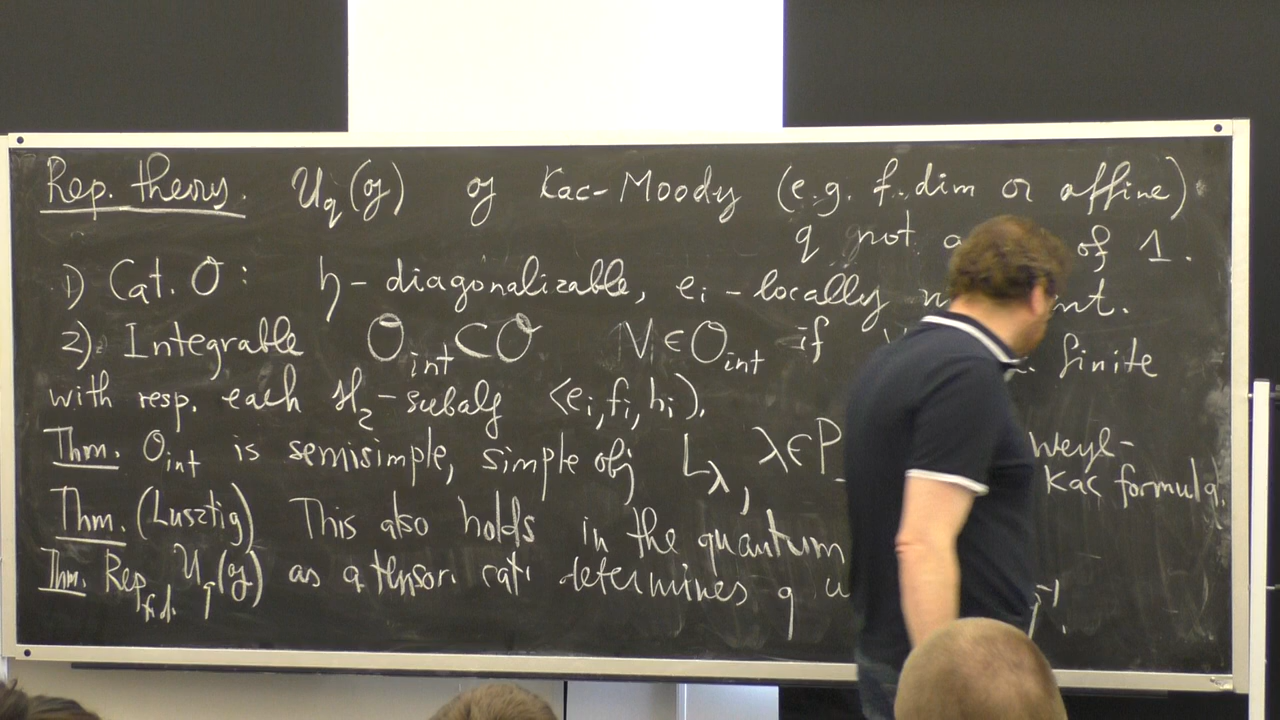 Rep. theory. U_q(𝔤) 𝔤 Kac-Moody (e.g. f. dim or affine)
q not a of 1.
1) Cat. O: 𝔥-diagonalizable, e_i - locally
2). Integrable O_int ⊂ O V ∈ O_int if finite
with resp. each sl_2-subalg <e_i, f_i, h_i>.
Thm. O_int is semisimple, simple obj L_λ, λ∈P Weyl-
Kac formula.
Thm. (Lusztig) This also holds in the quantum
Thm. Rep_f.d. U_q(𝔤) as a tensor. cat. determines q